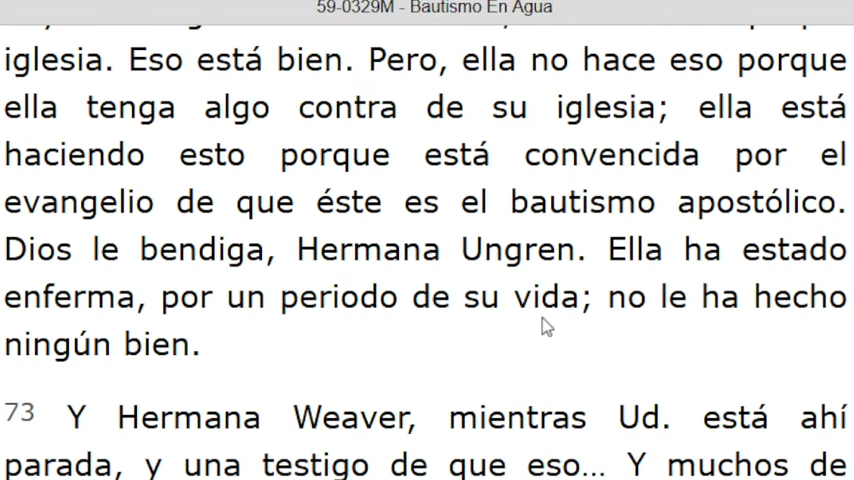 59-0329M - Bautismo En Agua
iglesia. Eso está bien. Pero, ella no hace eso porque
ella tenga algo contra de su iglesia; ella está
haciendo esto porque está convencida por el
evangelio de que éste es el bautismo apostólico.
Dios le bendiga, Hermana Ungren. Ella ha estado
enferma, por un periodo de su vida; no le ha hecho
ningún bien.
73 Y Hermana Weaver, mientras Ud. está ahí
parada, y una testigo de que eso... Y muchos de